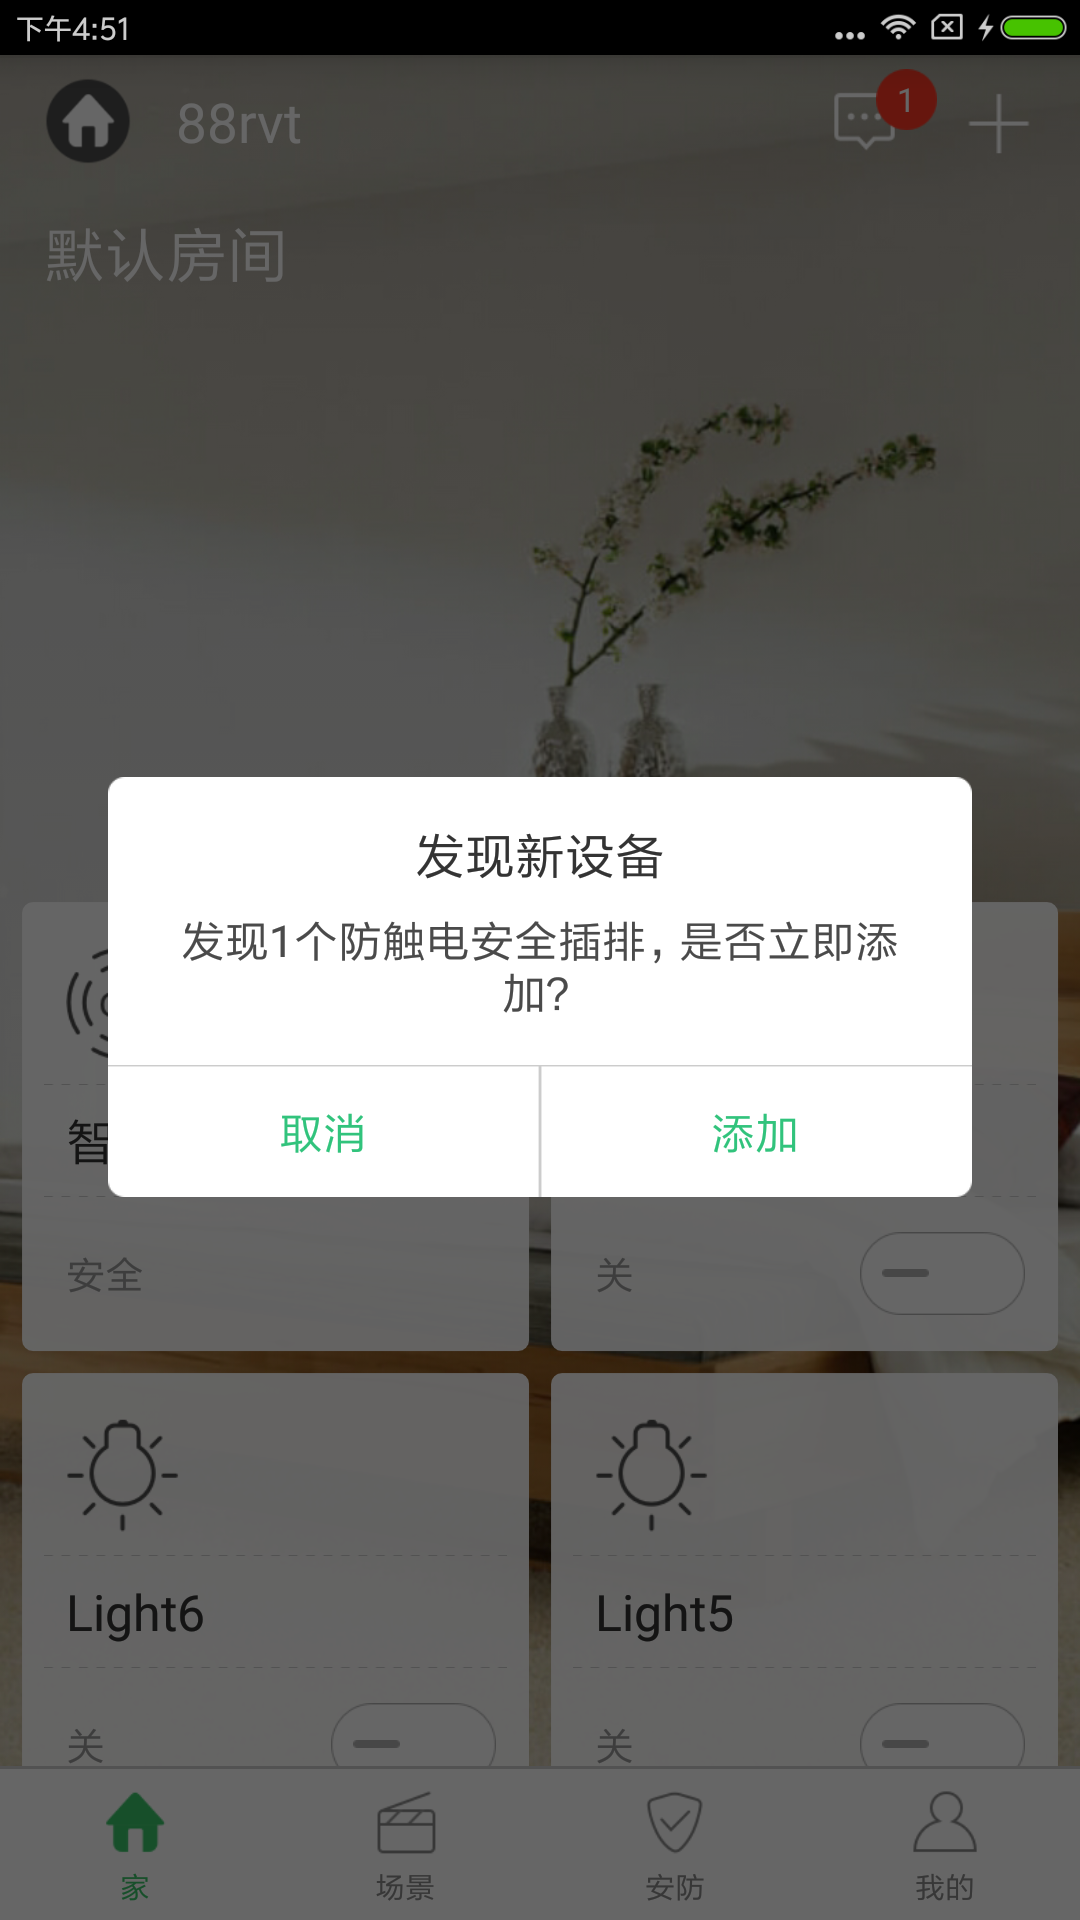 下午4:51
88rvt
1
默认房间
发现新设备
发现1个防触电安全插排，是否立即添
加？
取消
添加
智
安全
关
Light6
Light5
关
关
家
场景
安防
我的